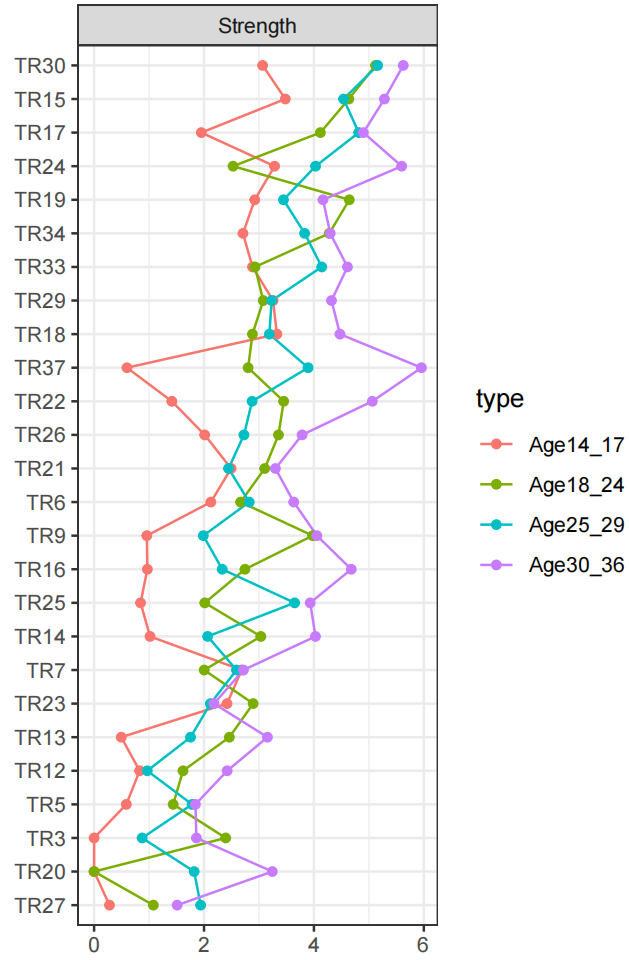 Strength
TR30
TR15
TR17
TR24
TR19
TR34
TR33
TR29
TR18
TR37
TR22
TR26
TR21
TR6
TR9
TR16
TR25
TR14
TR7
TR23
TR13
TR12
TR5
TR3
TR20
TR27
0 2 4 6
type
Age14_17
Age18_24
Age25_29
Age30_36